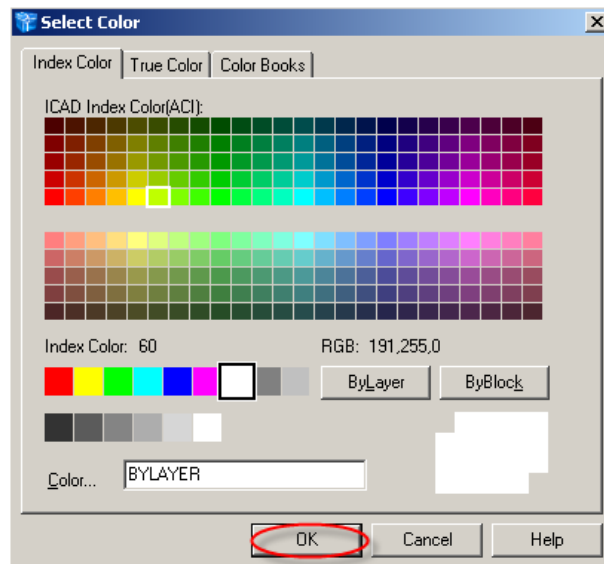 Select Color
Index Color True Color Color Books
ICAD Index Color(ACI):
Index Color: 60 RGB: 191,255,0
ByLayer ByBlock
Color... BYLAYER
OK Cancel Help